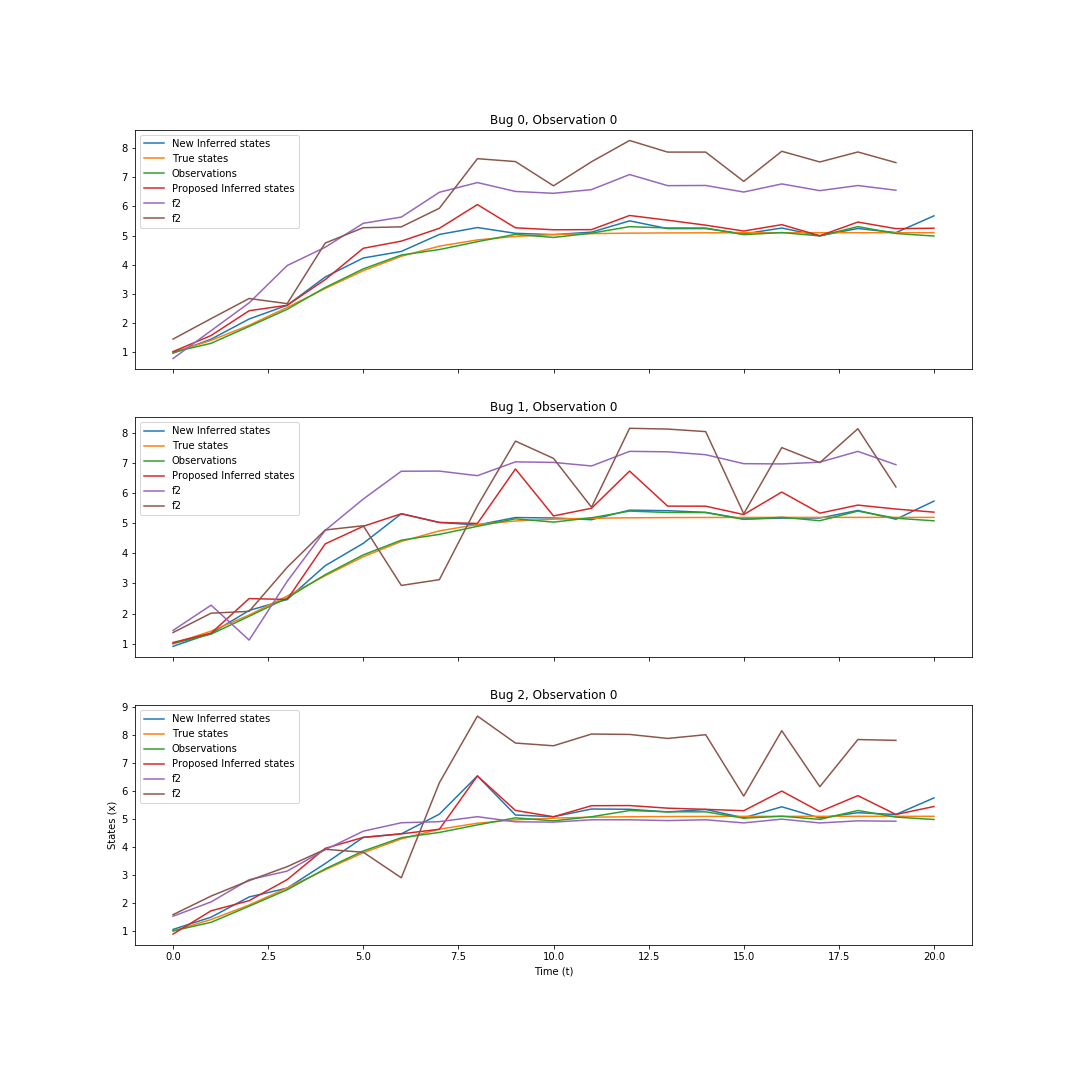 Bug 0, Observation 0
New Inferred states
True states
Observations
Proposed Inferred states
f2
f2
8
7
6
5
4
3
2
1
Bug 1, Observation 0
New Inferred states
True states
Observations
Proposed Inferred states
f2
f2
8
7
6
5
4
3
2
1
Bug 2, Observation 0
New Inferred states
True states
Observations
Proposed Inferred states
f2
f2
9
8
7
6
5
4
3
2
1
States (x)
0.0 2.5 5.0 7.5 10.0 12.5 15.0 17.5 20.0
Time (t)